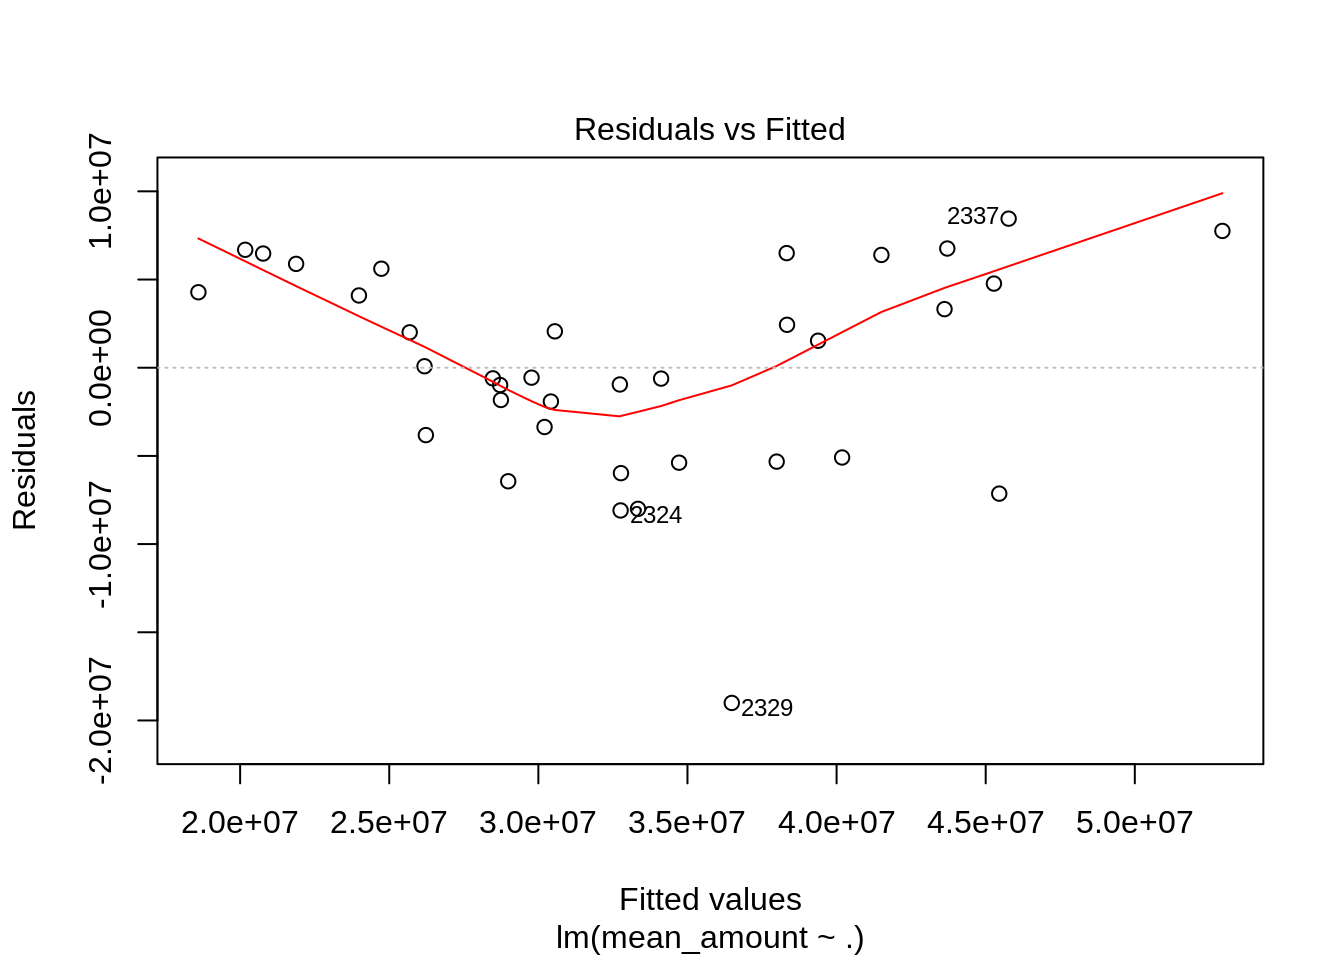 Residuals vs Fitted
Residuals
1.0e+07
0.0e+00
-1.0e+07
-2.0e+07
2337
2324
2329
2.0e+07 2.5e+07 3.0e+07 3.5e+07 4.0e+07 4.5e+07 5.0e+07
Fitted values
lm(mean_amount ~ .)